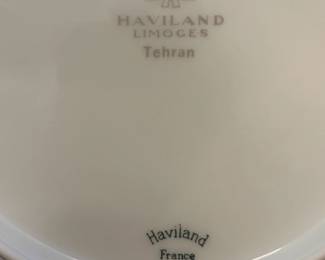 HAVILAND
LIMOGES
Tehran
Haviland
France